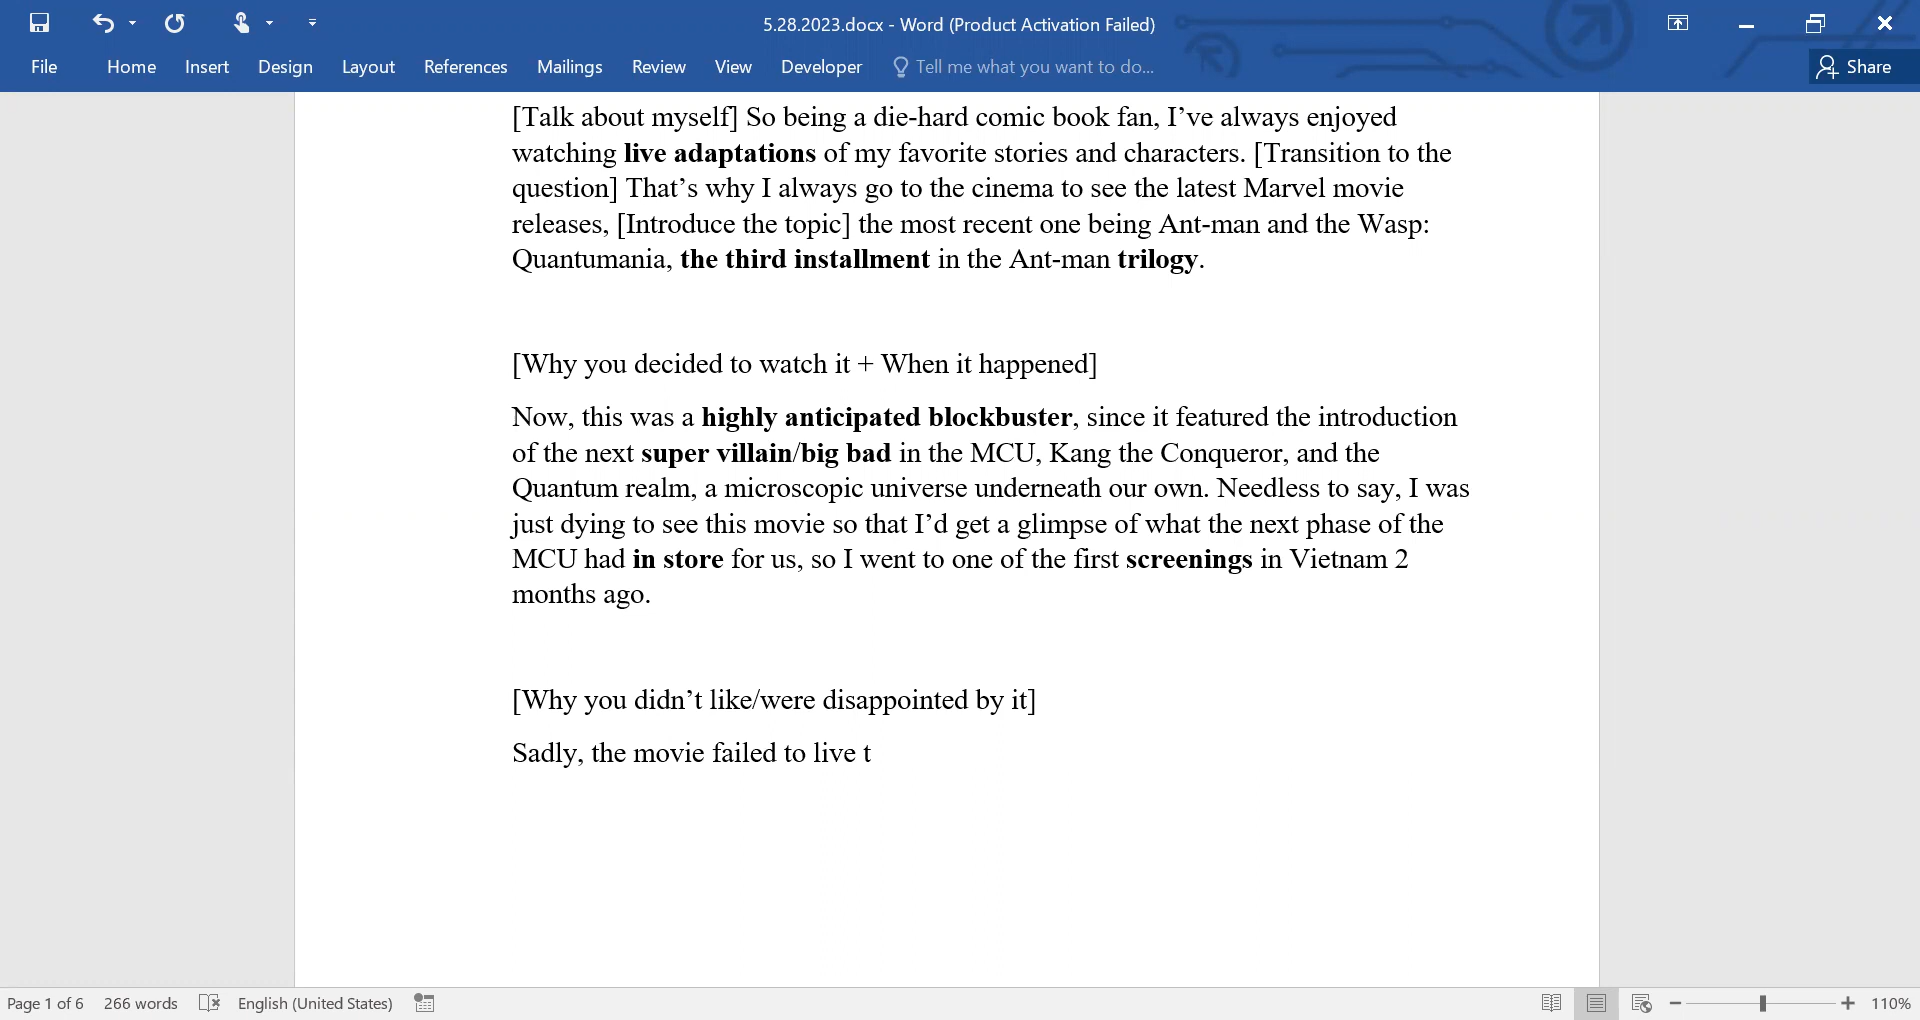 5.28.2023.docx - Word (Product Activation Failed)
File Home Insert Design Layout References Mailings Review View Developer Tell me what you want to do... Share
[Talk about myself] So being a die-hard comic book fan, I’ve always enjoyed
watching live adaptations of my favorite stories and characters. [Transition to the
question] That’s why I always go to the cinema to see the latest Marvel movie
releases, [Introduce the topic] the most recent one being Ant-man and the Wasp:
Quantumania, the third installment in the Ant-man trilogy.
[Why you decided to watch it + When it happened]
Now, this was a highly anticipated blockbuster, since it featured the introduction
of the next super villain/big bad in the MCU, Kang the Conqueror, and the
Quantum realm, a microscopic universe underneath our own. Needless to say, I was
just dying to see this movie so that I’d get a glimpse of what the next phase of the
MCU had in store for us, so I went to one of the first screenings in Vietnam 2
months ago.
[Why you didn’t like/were disappointed by it]
Sadly, the movie failed to live t
Page 1 of 6 266 words English (United States) 110%